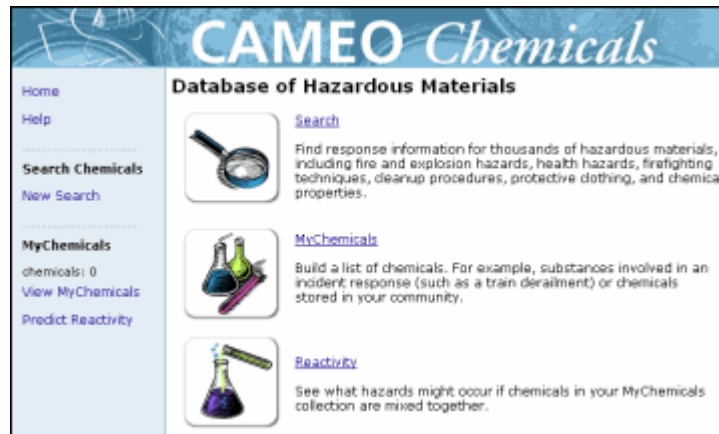 CAMEO Chemicals
Home
Help
Search Chemicals
New Search
MyChemicals
chemicals: 0
View MyChemicals
Predict Reactivity
Database of Hazardous Materials
Search
Find response information for thousands of hazardous materials,
including fire and explosion hazards, health hazards, firefighting
techniques, cleanup procedures, protective clothing, and chemica
properties.
MyChemicals
Build a list of chemicals. For example, substances involved in an
incident response (such as a train derailment) or chemicals
stored in your community.
Reactivity
See what hazards might occur if chemicals in your MyChemicals
collection are mixed together.